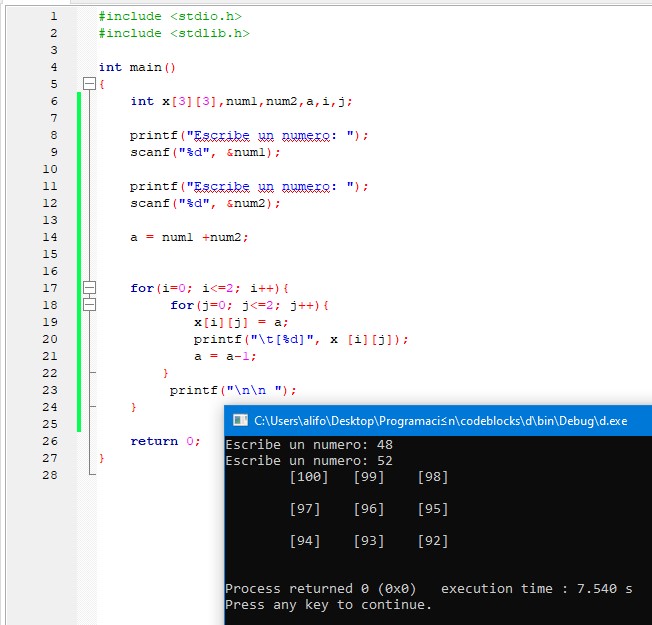 1 #include <stdio.h>
2 #include <stdlib.h>
3
4 int main()
5 {
6 int x[3][3],num1,num2,a,i,j;
7
8 printf("Escribe un numero: ");
9 scanf("%d", &num1);
10
11 printf("Escribe un numero: ");
12 scanf("%d", &num2);
13
14 a = num1 +num2;
15
16
17 for(i=0; i<=2; i++){
18 for(j=0; j<=2; j++){
19 x[i][j] = a;
20 printf("\t[%d]", x [i][j]);
21 a = a-1;
22 }
23 printf("\n\n ");
24 }
25
26 return 0;
27 }
28
C:\Users\alifo\Desktop\Programaci≤n\codeblocks\d\bin\Debug\d.exe
Escribe un numero: 48
Escribe un numero: 52
[100] [99] [98]
[97] [96] [95]
[94] [93] [92]
Process returned 0 (0x0) execution time : 7.540 s
Press any key to continue.